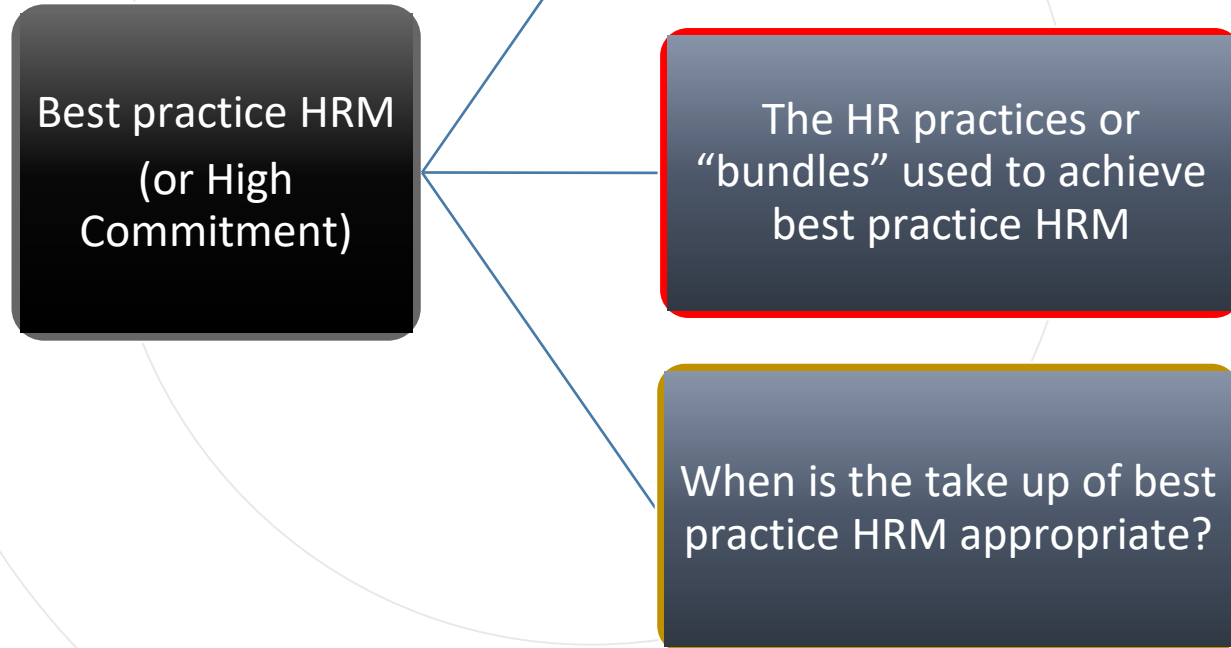 Best practice HRM
(or High
Commitment)
The HR practices or
“bundles” used to achieve
best practice HRM
When is the take up of best
practice HRM appropriate?